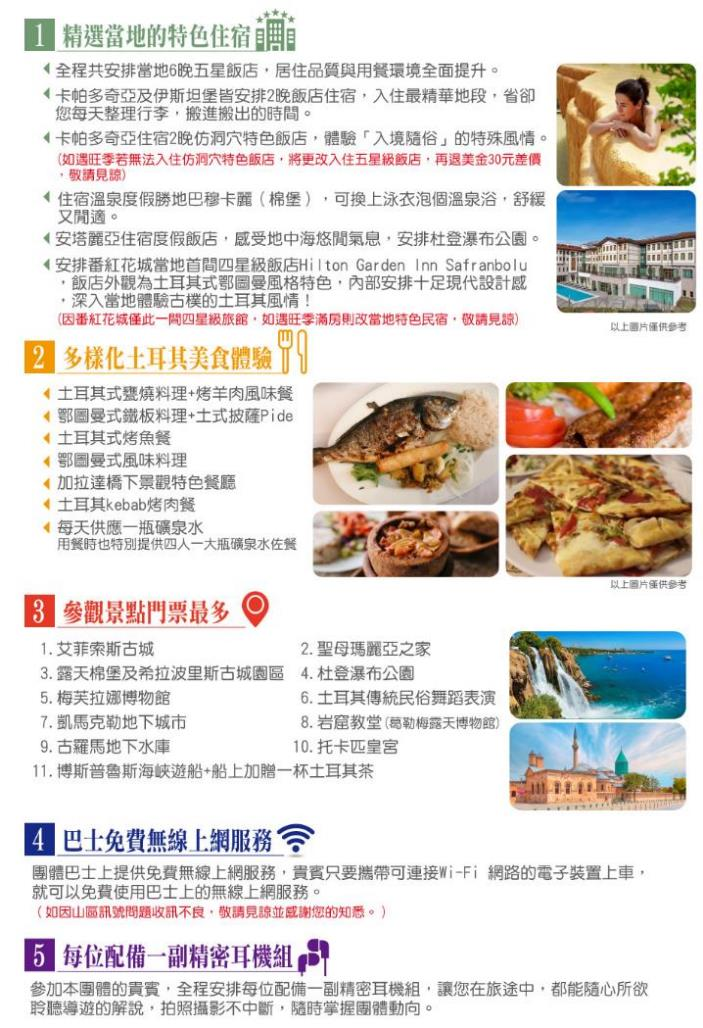 1 精選當地的特色住宿
全程共安排當地6晚五星飯店，居住品質與用餐環境全面提升。
卡帕多奇亞及伊斯坦堡皆安排2晚飯店住宿，入住最精華地段，省卻
您每天整理行李，搬進搬出的時間。
卡帕多奇亞住宿2晚仿洞穴特色飯店，體驗「入境隨俗」的特殊風情。
(如遇旺季若無法入住仿洞穴特色飯店，將更改入住五星級飯店，再退美金30元差價
，敬請見諒)
住宿溫泉度假勝地巴穆卡麗（棉堡），可換上泳衣泡個溫泉浴，舒緩
又閒適。
安塔麗亞住宿度假飯店，感受地中海悠閒氣息，安排杜登瀑布公園。
安排番紅花城當地首間四星級飯店Hilton Garden Inn Safranbolu
，飯店外觀為土耳其式鄂圖曼風格特色，內部安排十足現代設計感
，深入當地體驗古樸的土耳其風情！
(因番紅花城僅此一間四星級旅館，如遇旺季滿房則改當地特色民宿，敬請見諒)
以上圖片僅供參考
2 多樣化土耳其美食體驗
土耳其式甕燒料理+烤羊肉風味餐
鄂圖曼式鐵板料理+土式披薩Pide
土耳其式烤魚餐
鄂圖曼式風味料理
加拉達橋下景觀特色餐廳
土耳其kebab烤肉餐
每天供應一瓶礦泉水
用餐時也特別提供四人一大瓶礦泉水佐餐
以上圖片僅供參考
3 參觀景點門票最多
1. 艾菲索斯古城 2. 聖母瑪麗亞之家
3. 露天棉堡及希拉波里斯古城園區 4. 杜登瀑布公園
5. 梅芙拉娜博物館 6. 土耳其傳統民俗舞蹈表演
7. 凱馬克勒地下城市 8. 岩窟教堂(葛勒梅露天博物館)
9. 古羅馬地下水庫 10. 托卡匹皇宮
11. 博斯普魯斯海峽遊船+船上加贈一杯土耳其茶
4 巴士免費無線上網服務
團體巴士上提供免費無線上網服務，貴賓只要攜帶可連接Wi-Fi 網路的電子裝置上車，
就可以免費使用巴士上的無線上網服務。
（如因山區訊號問題收訊不良，敬請見諒並感謝您的知悉。）
5 每位配備一副精密耳機組
參加本團體的貴賓，全程安排每位配備一副精密耳機組，讓您在旅途中，都能隨心所欲
聆聽導遊的解說，拍照攝影不中斷，隨時掌握團體動向。